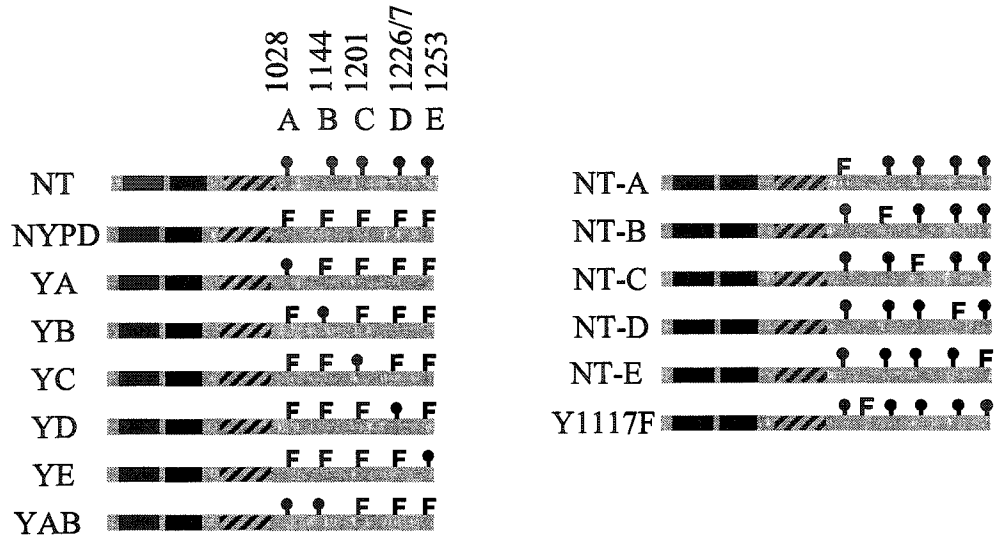 1028 1144 1201 1226/7 1253
A B C D E
NT
NYPD F F F F F
YA F F F F
YB F F F F
YC F F F F
YD F F F F
YE F F F F
YAB F F F
NT-A F
NT-B F
NT-C F
NT-D F
NT-E F
Y1117F F